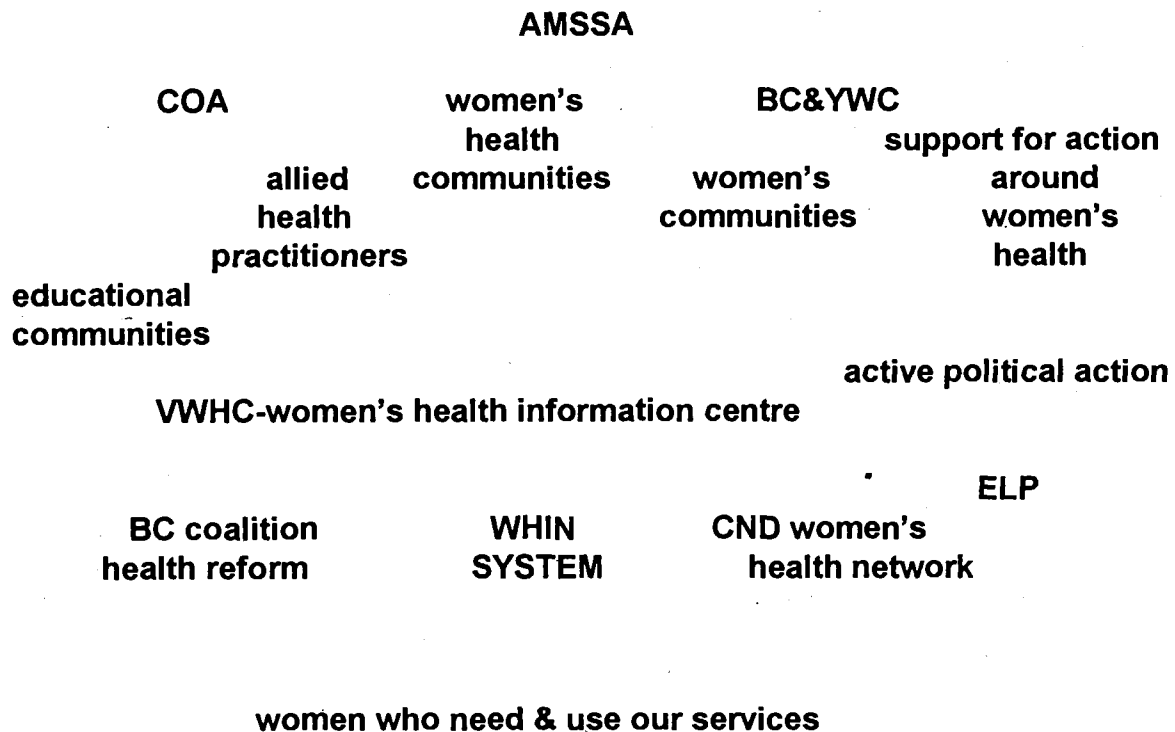 AMSSA
COA
women's
health
communities
BC&YWC
support for action
around
women's
health
allied
health
practitioners
women's
communities
educational
communities
active political action
VWHC-women's health information centre
ELP
BC coalition
health reform
WHIN
SYSTEM
CND women's
health network
women who need & use our services